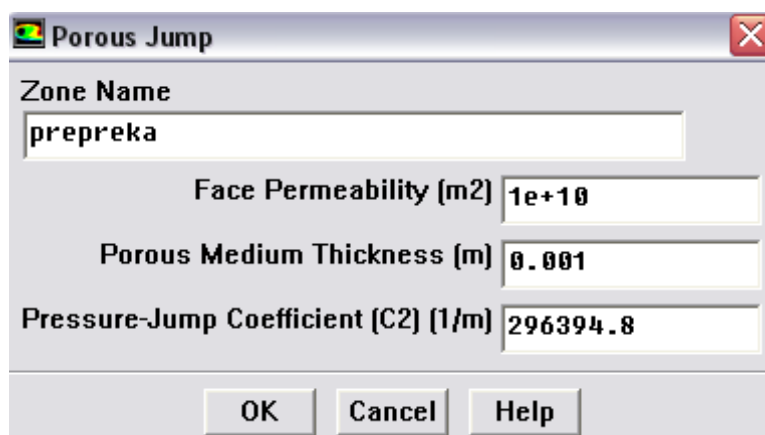 Porous Jump
Zone Name
prepreka
Face Permeability (m2) 1e+10
Porous Medium Thickness (m) 0.001
Pressure-Jump Coefficient (C2) (1/m) 296394.8
OK Cancel Help